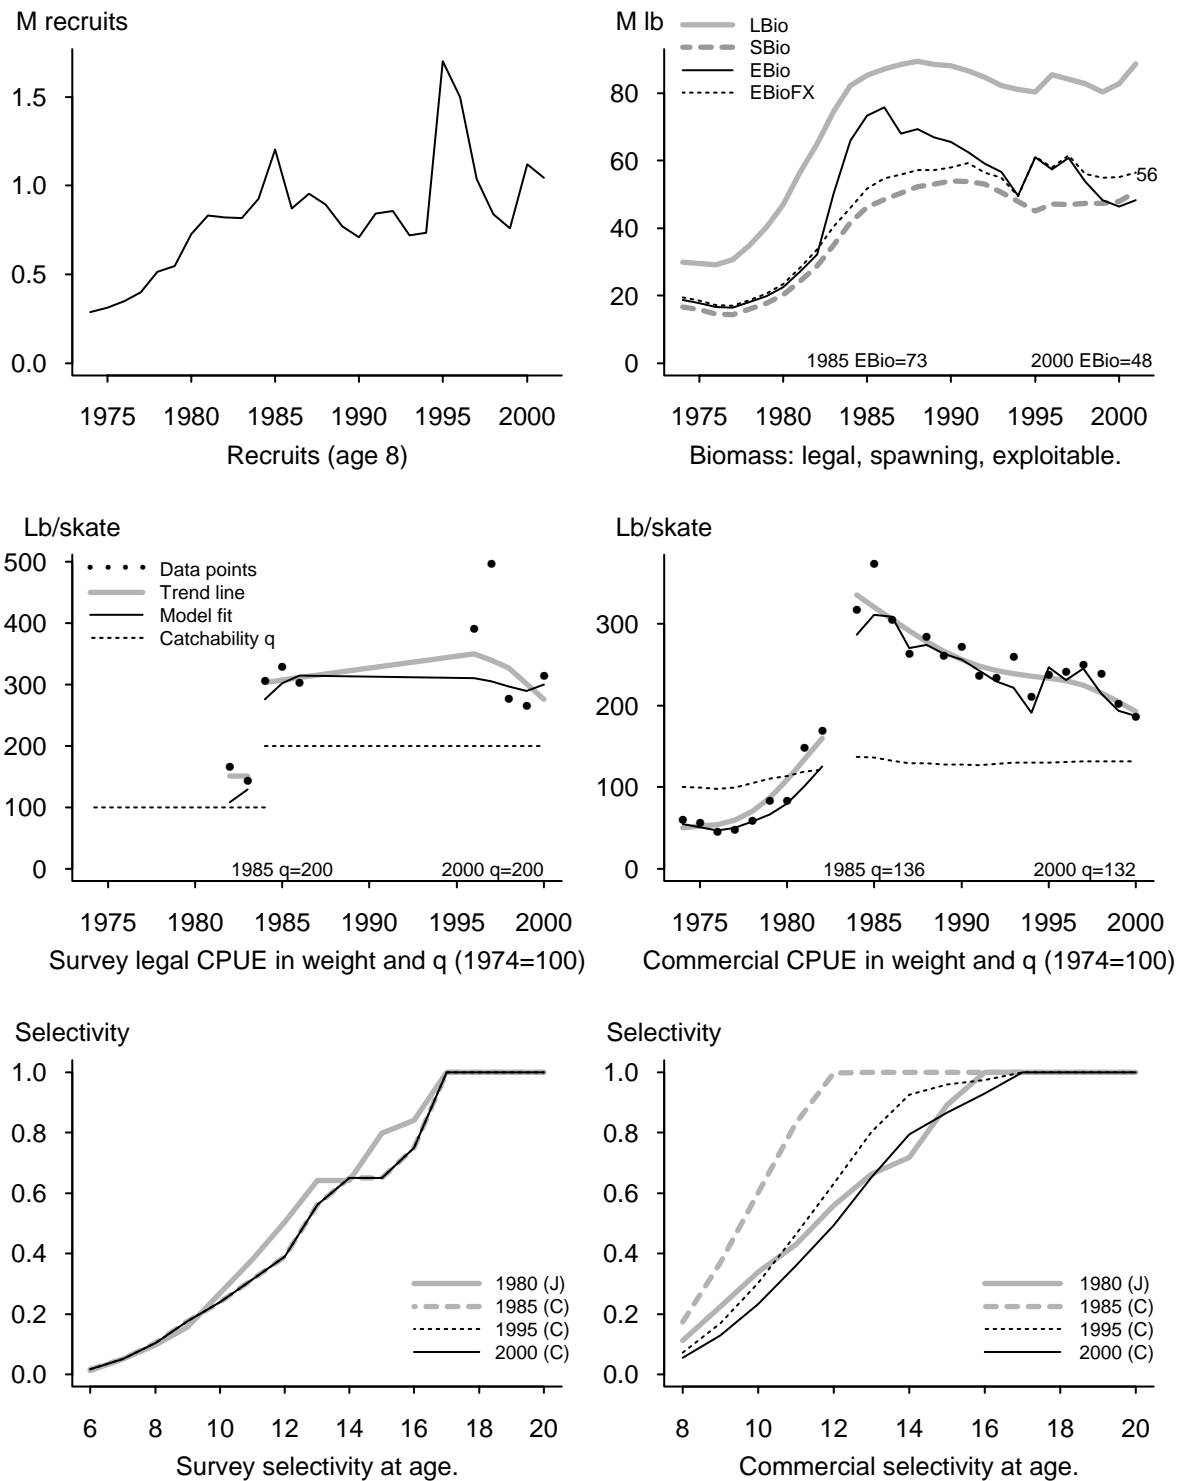 M recruits
1.5
1.0
0.5
0.0
1975 1980 1985 1990 1995 2000
Recruits (age 8)
M lb
LBio
SBio
EBio
EBioFX
80
60
40
20
0
56
1985 EBio=73
2000 EBio=48
1975 1980 1985 1990 1995 2000
Biomass: legal, spawning, exploitable.
Lb/skate
500
400
300
200
100
0
Data points
Trend line
Model fit
Catchability q
1985 q=200
2000 q=200
1975 1980 1985 1990 1995 2000
Survey legal CPUE in weight and q (1974=100)
Lb/skate
300
200
100
0
1985 q=136
2000 q=132
1975 1980 1985 1990 1995 2000
Commercial CPUE in weight and q (1974=100)
Selectivity
1.0
0.8
0.6
0.4
0.2
0.0
1980 (J)
1985 (C)
1995 (C)
2000 (C)
6 8 10 12 14 16 18 20
Survey selectivity at age.
Selectivity
1.0
0.8
0.6
0.4
0.2
0.0
1980 (J)
1985 (C)
1995 (C)
2000 (C)
8 10 12 14 16 18 20
Commercial selectivity at age.